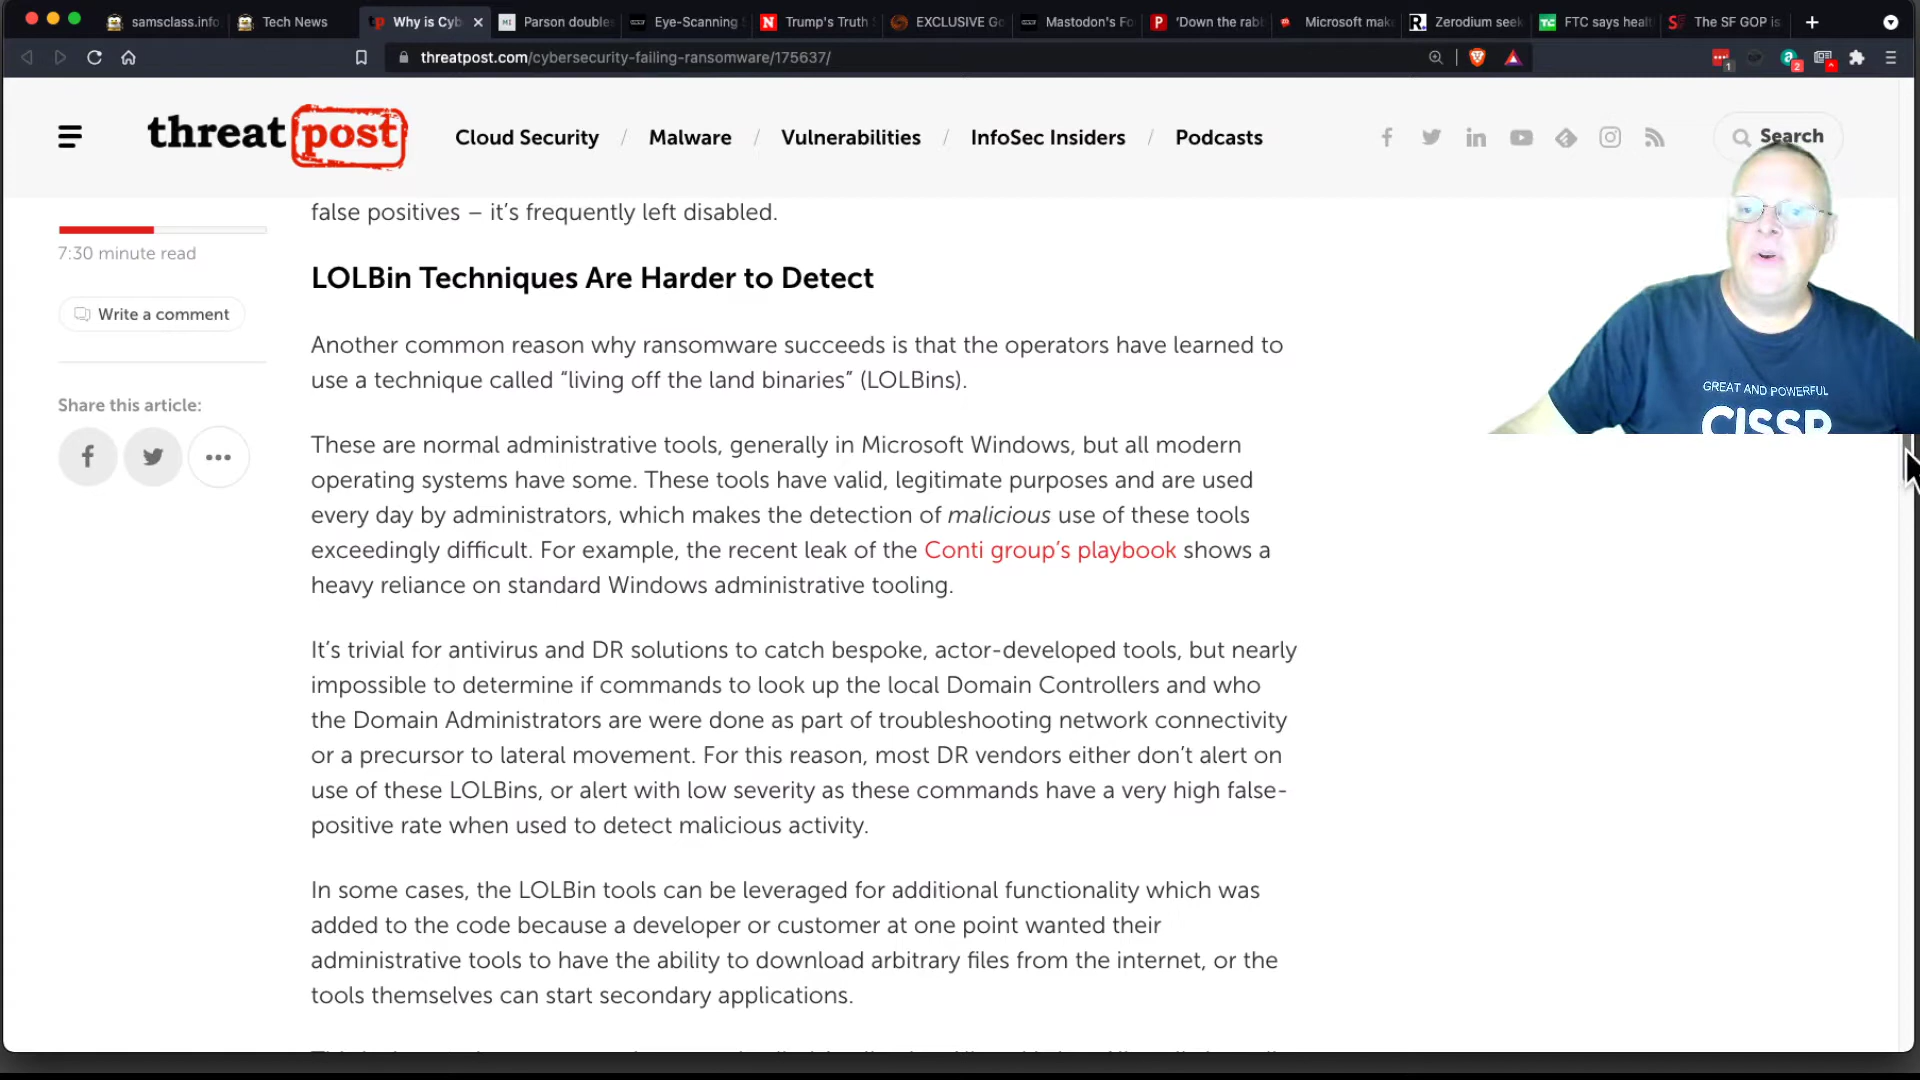 samsclass.info
Tech News
Why is Cyb
Parson double
Eye-Scanning
Trump's Truth
EXCLUSIVE Go
Mastodon's Fo
'Down the rab
Microsoft mak
Zerodium seek
FTC says healt
The SF GOP is
threatpost.com/cybersecurity-failing-ransomware/175637/
1
2
threat post
Cloud Security / Malware / Vulnerabilities / InfoSec Insiders / Podcasts
Search
false positives – it's frequently left disabled.
7:30 minute read
LOLBin Techniques Are Harder to Detect
Write a comment
Another common reason why ransomware succeeds is that the operators have learned to
use a technique called “living off the land binaries” (LOLBins).
Share this article:
These are normal administrative tools, generally in Microsoft Windows, but all modern
operating systems have some. These tools have valid, legitimate purposes and are used
every day by administrators, which makes the detection of malicious use of these tools
exceedingly difficult. For example, the recent leak of the Conti group’s playbook shows a
heavy reliance on standard Windows administrative tooling.
It’s trivial for antivirus and DR solutions to catch bespoke, actor-developed tools, but nearly
impossible to determine if commands to look up the local Domain Controllers and who
the Domain Administrators are were done as part of troubleshooting network connectivity
or a precursor to lateral movement. For this reason, most DR vendors either don’t alert on
use of these LOLBins, or alert with low severity as these commands have a very high false-
positive rate when used to detect malicious activity.
In some cases, the LOLBin tools can be leveraged for additional functionality which was
added to the code because a developer or customer at one point wanted their
administrative tools to have the ability to download arbitrary files from the internet, or the
tools themselves can start secondary applications.
GREAT AND POWERFUL
CISSP